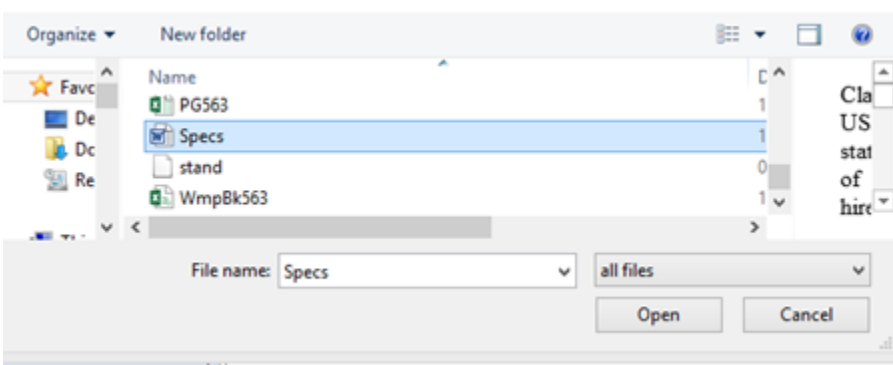 Organize New folder
Favc
De
Dc
Re
Name
PG563
1
Specs
1
stand
0
WmpBk563
1
Cla
US
stat
of
hire
File name: Specs
all files
Open Cancel